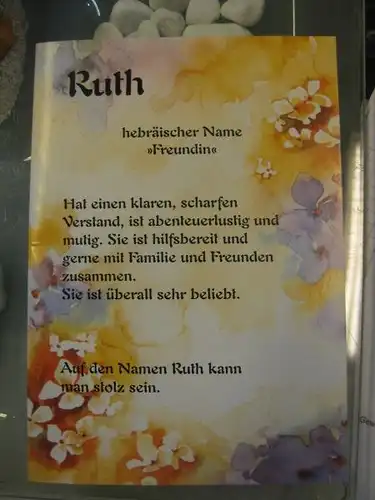 Ruth
hebräischer Name
»Freundin«
Hat einen klaren, scharfen
Verstand, ist abenteuerlustig und
mutig. Sie ist hilfsbereit und
gerne mit Familie und Freunden
zusammen.
Sie ist überall sehr beliebt.
Auf den Namen Ruth kann
man stolz sein.